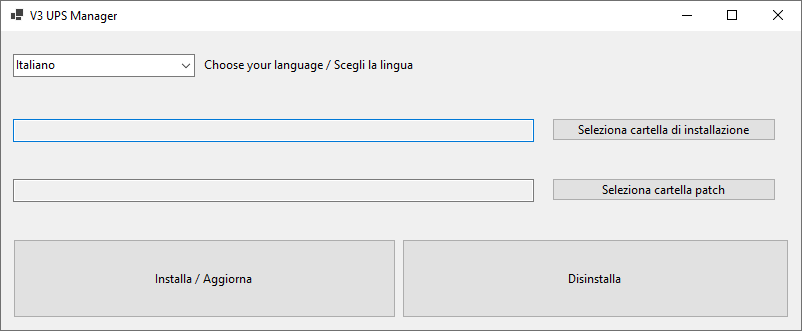 V3 UPS Manager
Italiano
Choose your language / Scegli la lingua
Seleziona cartella di installazione
Seleziona cartella patch
Installa / Aggiorna
Disinstalla